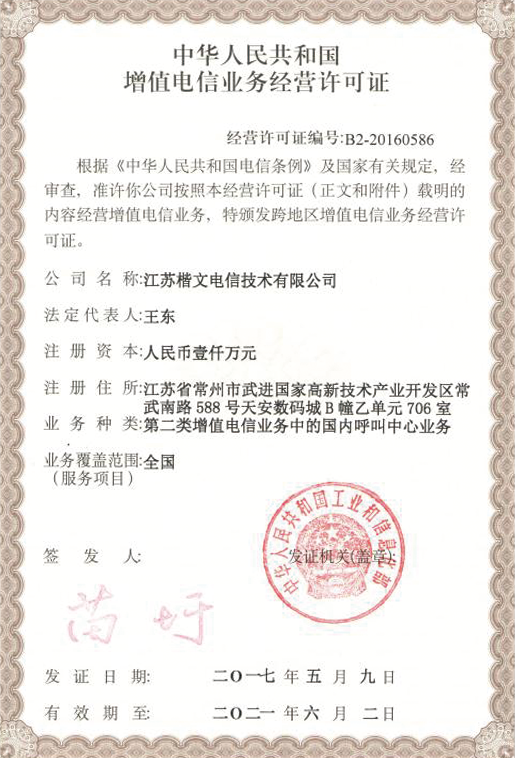 中华人民共和国
增值电信业务经营许可证
经营许可证编号:B2-20160586
根据《中华人民共和国电信条例》及国家有关规定，经
审查，准许你公司按照本经营许可证（正文和附件）载明的
内容经营增值电信业务，特颁发跨地区增值电信业务经营许
可证。
公司名称:江苏楷文电信技术有限公司
法定代表人:王东
注册资本:人民币壹仟万元
注册住所:江苏省常州市武进国家高新技术产业开发区常
武南路 588 号天安数码城 B 幢乙单元 706 室
业务种类:第二类增值电信业务中的国内呼叫中心业务
业务覆盖范围:全国
（服务项目）
中华人民共和国工业和信息化部
签发人: 发证机关(盖章):
苗圩
发证日期: 二〇一七年五月九日
有效期至: 二〇二一年六月二日